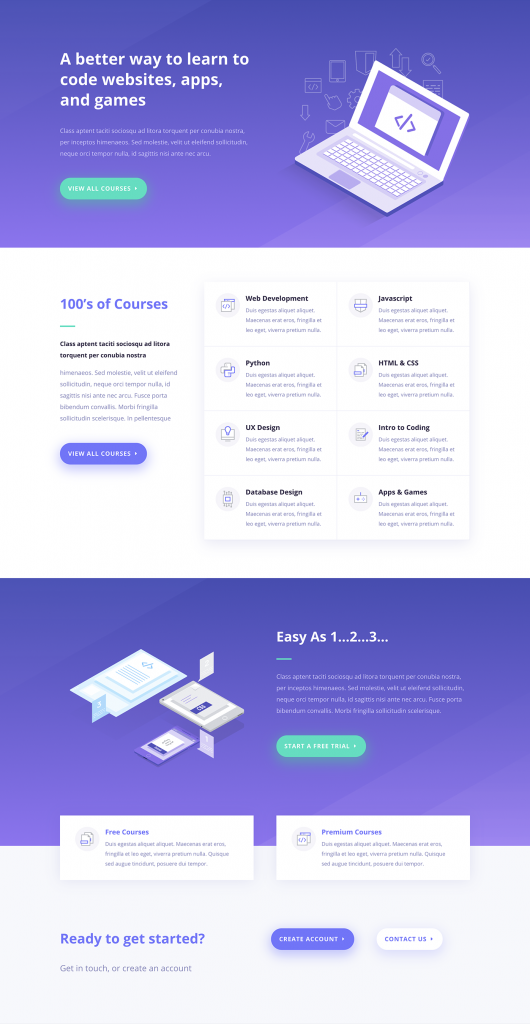 A better way to learn to
code websites, apps,
and games
Class aptent taciti sociosqu ad litora torquent per conubia nostra,
per inceptos himenaeos. Sed molestie, velit ut eleifend sollicitudin,
neque orci tempor nulla, id sagittis nisi ante nec arcu.
VIEW ALL COURSES
100's of Courses
Class aptent taciti sociosqu ad litora
torquent per conubia nostra
himenaeos. Sed molestie, velit ut eleifend
sollicitudin, neque orci tempor nulla, id
sagittis nisi ante nec arcu. Fusce porta
bibendum convallis. Morbi fringilla
sollicitudin scelerisque. In pellentesque
VIEW ALL COURSES
Web Development
Duis egestas aliquet aliquet.
Maecenas erat eros, fringilla et
leo eget, viverra pretium nulla.
Javascript
Duis egestas aliquet aliquet.
Maecenas erat eros, fringilla et
leo eget, viverra pretium nulla.
Python
Duis egestas aliquet aliquet.
Maecenas erat eros, fringilla et
leo eget, viverra pretium nulla.
HTML & CSS
Duis egestas aliquet aliquet.
Maecenas erat eros, fringilla et
leo eget, viverra pretium nulla.
UX Design
Duis egestas aliquet aliquet.
Maecenas erat eros, fringilla et
leo eget, viverra pretium nulla.
Intro to Coding
Duis egestas aliquet aliquet.
Maecenas erat eros, fringilla et
leo eget, viverra pretium nulla.
Database Design
Duis egestas aliquet aliquet.
Maecenas erat eros, fringilla et
leo eget, viverra pretium nulla.
Apps & Games
Duis egestas aliquet aliquet.
Maecenas erat eros, fringilla et
leo eget, viverra pretium nulla.
Easy As 1...2...3...
Class aptent taciti sociosqu ad litora torquent per conubia nostra,
per inceptos himenaeos. Sed molestie, velit ut eleifend sollicitudin,
neque orci tempor nulla, id sagittis nisi ante nec arcu. Fusce porta
bibendum convallis. Morbi fringilla sollicitudin scelerisque.
START A FREE TRIAL
CSS
Free Courses
Duis egestas aliquet aliquet. Maecenas erat eros,
fringilla et leo eget, viverra pretium nulla. Quisque
sed augue tincidunt, posuere dui tempor.
Premium Courses
Duis egestas aliquet aliquet. Maecenas erat eros,
fringilla et leo eget, viverra pretium nulla. Quisque
sed augue tincidunt, posuere dui tempor.
Ready to get started?
Get in touch, or create an account
CREATE ACCOUNT
CONTACT US